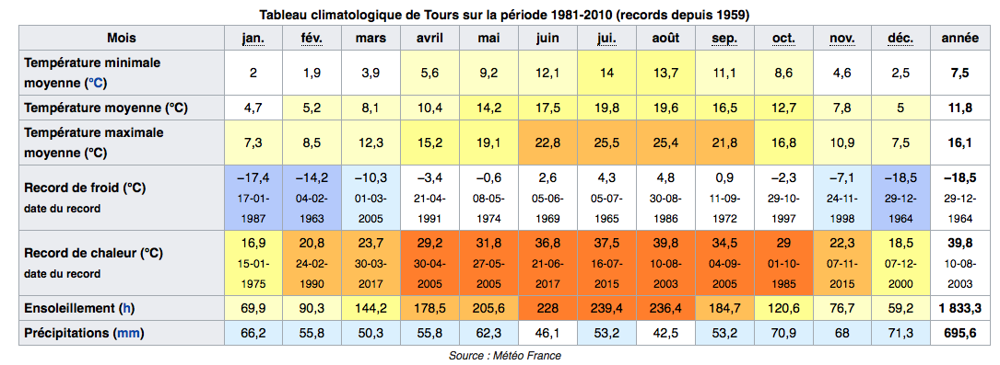 Tableau climatologique de Tours sur la période 1981-2010 (records depuis 1959)
Mois jan. fév. mars avril mai juin jui. août sep. oct. nov. déc. année
Température minimale moyenne (°C) 2 1,9 3,9 5,6 9,2 12,1 14 13,7 11,1 8,6 4,6 2,5 7,5
Température moyenne (°C) 4,7 5,2 8,1 10,4 14,2 17,5 19,8 19,6 16,5 12,7 7,8 5 11,8
Température maximale moyenne (°C) 7,3 8,5 12,3 15,2 19,1 22,8 25,5 25,4 21,8 16,8 10,9 7,5 16,1
Record de froid (°C) −17,4 −14,2 −10,3 −3,4 −0,6 2,6 4,3 4,8 0,9 −2,3 −7,1 −18,5 −18,5
date du record 17-01- 04-02- 01-03- 21-04- 08-05- 05-06- 05-07- 30-08- 11-09- 29-10- 24-11- 29-12- 29-12-
1987 1963 2005 1991 1974 1969 1965 1986 1972 1997 1998 1964 1964
Record de chaleur (°C) 16,9 20,8 23,7 29,2 31,8 36,8 37,5 39,8 34,5 29 22,3 18,5 39,8
date du record 15-01- 24-02- 30-03- 30-04- 27-05- 21-06- 16-07- 10-08- 04-09- 01-10- 07-11- 07-12- 10-08-
1975 1990 2017 2005 2005 2017 2015 2003 2005 1985 2015 2000 2003
Ensoleillement (h) 69,9 90,3 144,2 178,5 205,6 228 239,4 236,4 184,7 120,6 76,7 59,2 1 833,3
Précipitations (mm) 66,2 55,8 50,3 55,8 62,3 46,1 53,2 42,5 53,2 70,9 68 71,3 695,6
Source : Météo France